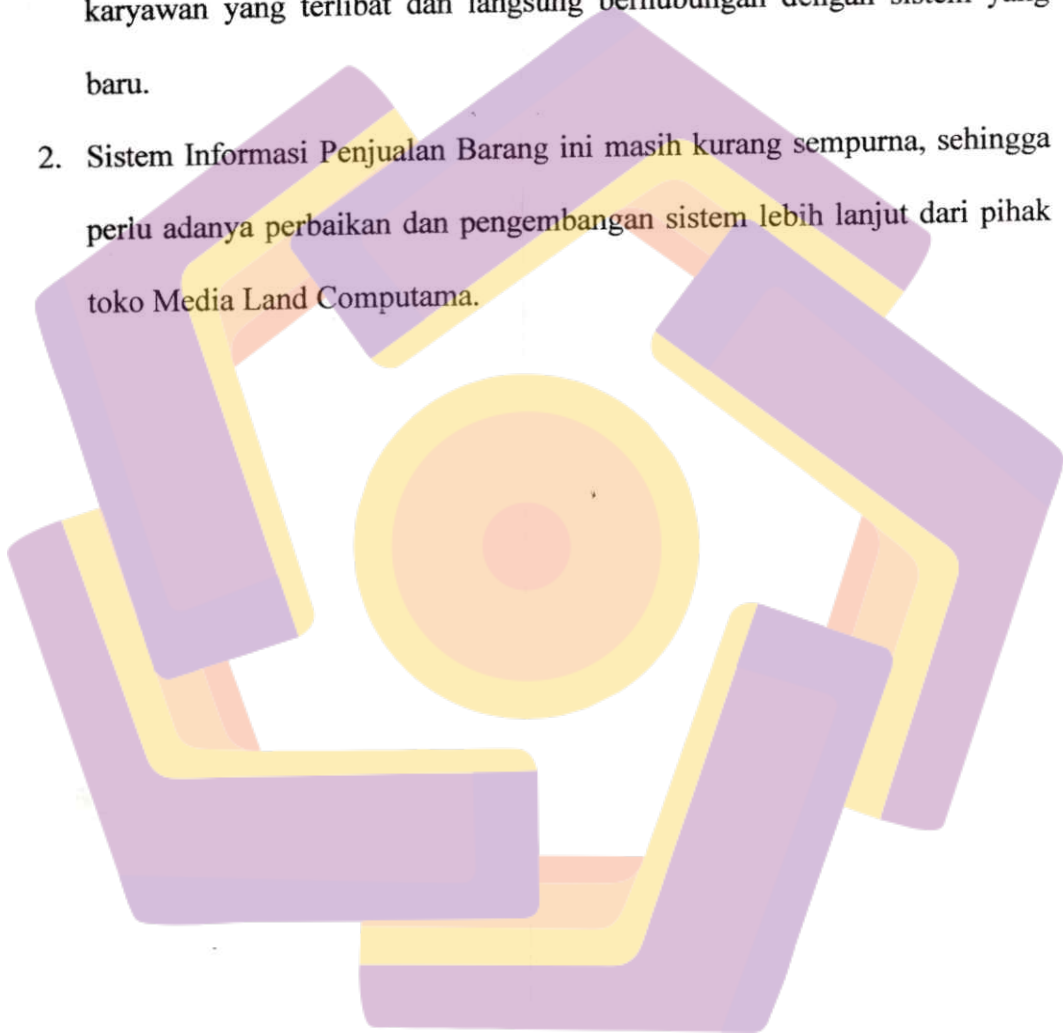 karyawan yang terlibat dan langsung berhubungan dengan sistem yang
baru.
2. Sistem Informasi Penjualan Barang ini masih kurang sempurna, sehingga
perlu adanya perbaikan dan pengembangan sistem lebih lanjut dari pihak
toko Media Land Computama.